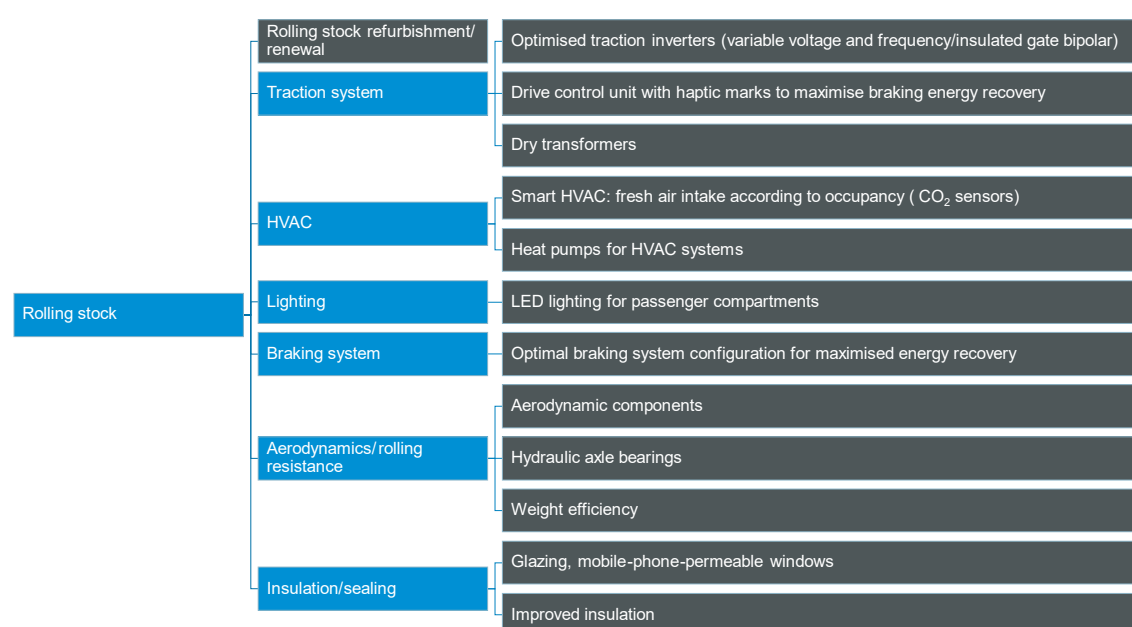 Rolling stock
Rolling stock refurbishment/
renewal
Traction system
Optimised traction inverters (variable voltage and frequency/insulated gate bipolar)
Drive control unit with haptic marks to maximise braking energy recovery
Dry transformers
HVAC
Smart HVAC: fresh air intake according to occupancy ( CO₂ sensors)
Heat pumps for HVAC systems
Lighting
LED lighting for passenger compartments
Braking system
Optimal braking system configuration for maximised energy recovery
Aerodynamics/rolling
resistance
Aerodynamic components
Hydraulic axle bearings
Weight efficiency
Insulation/sealing
Glazing, mobile-phone-permeable windows
Improved insulation